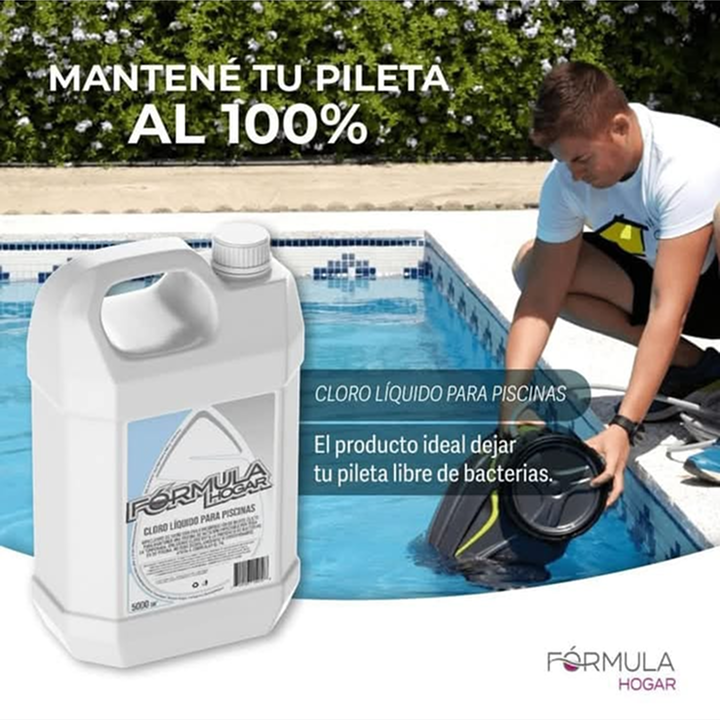 MANTENÉ TU PILETA
AL 100%
CLORO LÍQUIDO PARA PISCINAS
El producto ideal dejar
tu pileta libre de bacterias.
FÓRMULA
HOGAR
CLORO LÍQUIDO PARA PISCINAS
5000
FÓRMULA
HOGAR